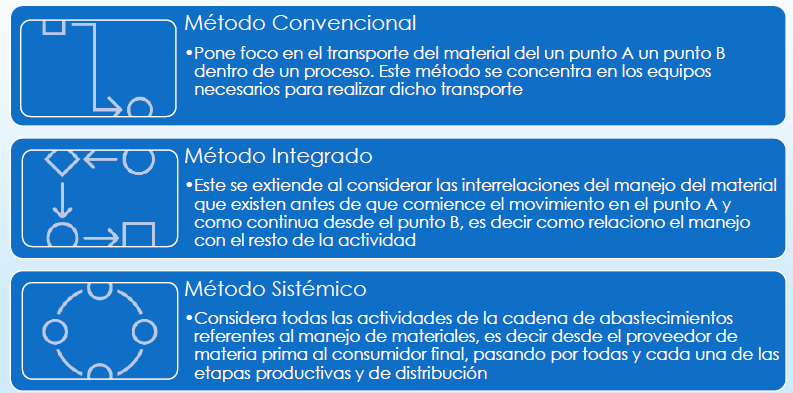 Método Convencional
•Pone foco en el transporte del material del un punto A un punto B
dentro de un proceso. Este método se concentra en los equipos
necesarios para realizar dicho transporte
Método Integrado
•Este se extiende al considerar las interrelaciones del manejo del material
que existen antes de que comience el movimiento en el punto A y
como continua desde el punto B, es decir como relaciono el manejo
con el resto de la actividad
Método Sistémico
•Considera todas las actividades de la cadena de abastecimientos
referentes al manejo de materiales, es decir desde el proveedor de
materia prima al consumidor final, pasando por todas y cada una de las
etapas productivas y de distribución